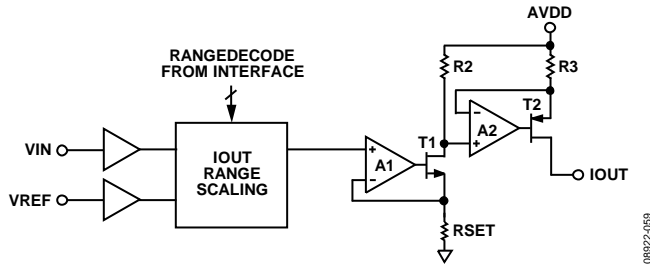 AVDD
RANGEDECODE
FROM INTERFACE
R2
R3
T2
T1
A2
A1
VIN
VREF
IOUT
RANGE
SCALING
+
–
–
+
IOUT
RSET
08922-059